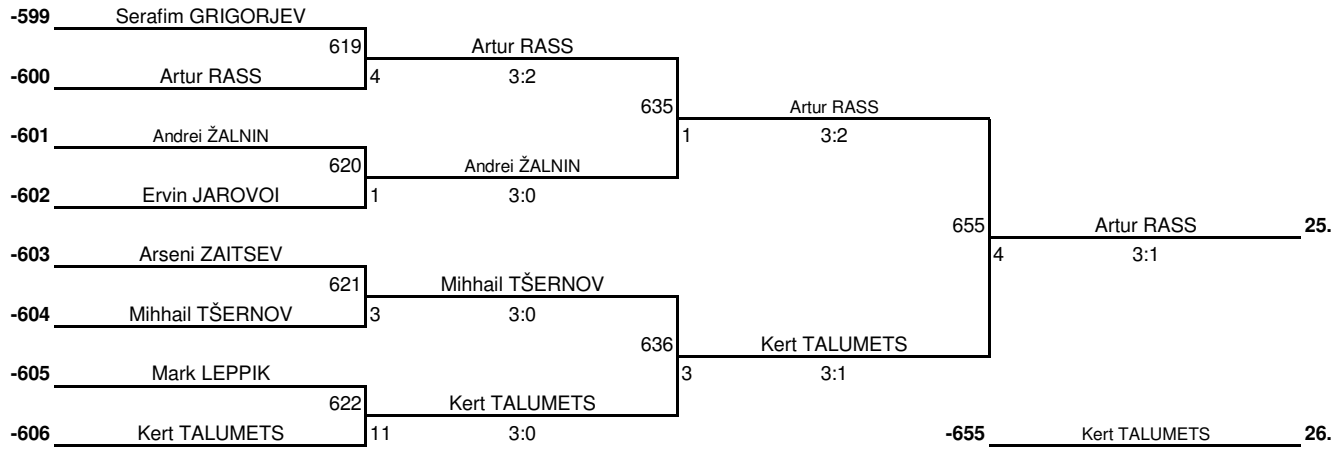 -599 Serafim GRIGORJEV
619 Artur RASS
-600 Artur RASS 4 3:2
635 Artur RASS
-601 Andrei ŽALNIN 1 3:2
620 Andrei ŽALNIN
-602 Ervin JAROVOI 1 3:0
655 Artur RASS 25.
-603 Arseni ZAITSEV 4 3:1
621 Mihhail TŠERNOV
-604 Mihhail TŠERNOV 3 3:0
636 Kert TALUMETS
-605 Mark LEPPIK 3 3:1
622 Kert TALUMETS
-606 Kert TALUMETS 11 3:0 -655 Kert TALUMETS 26.